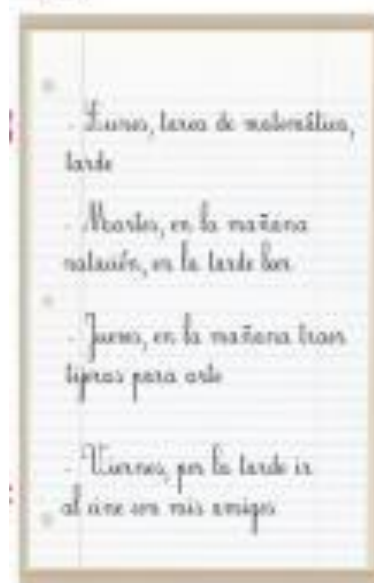 - Lunes, tarea de matemática,
tarde
- Martes, en la mañana
natación, en la tarde leer
- Jueves, en la mañana traer
tijeras para arte
- Viernes, por la tarde ir
al cine con mis amigos